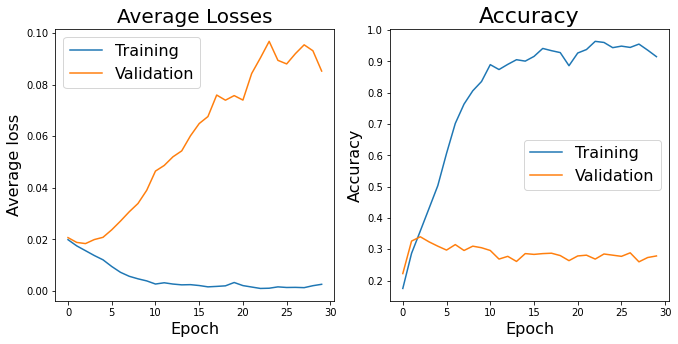 Average Losses
Average loss
0.10
0.08
0.06
0.04
0.02
0.00
Training
Validation
0 5 10 15 20 25 30
Epoch
Accuracy
Accuracy
1.0
0.9
0.8
0.7
0.6
0.5
0.4
0.3
0.2
Training
Validation
0 5 10 15 20 25 30
Epoch